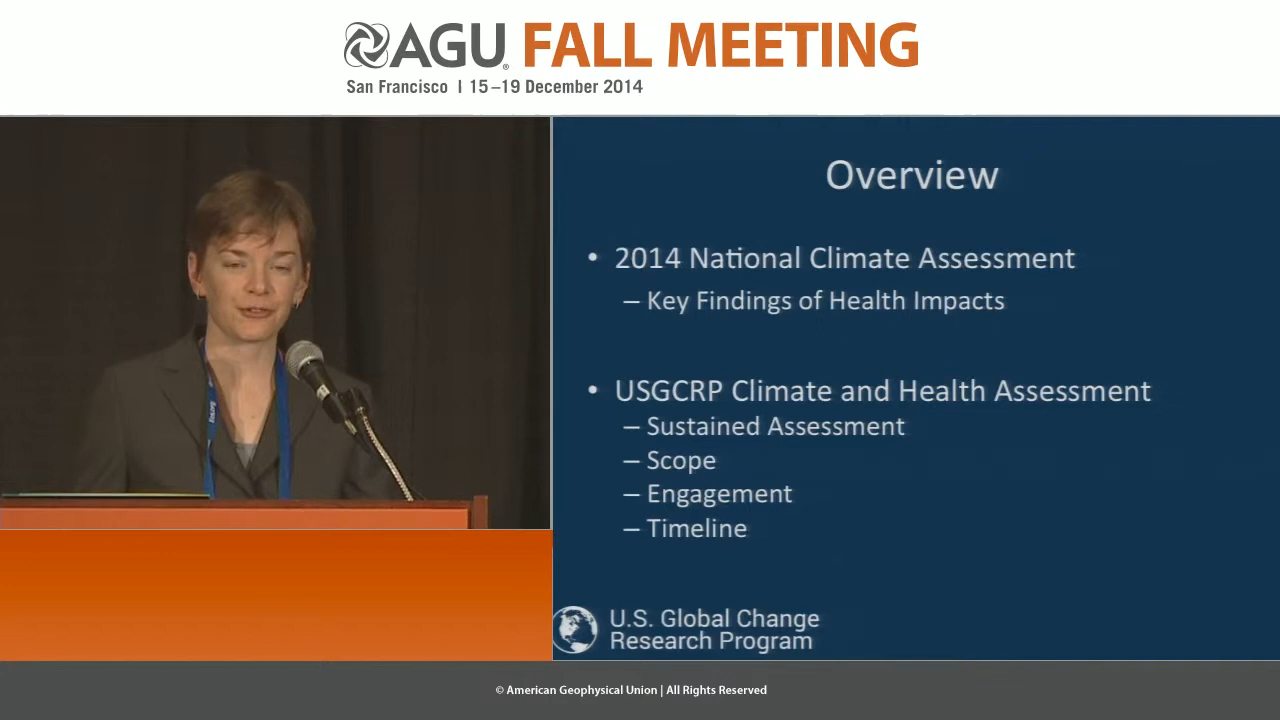 AGU FALL MEETING
San Francisco | 15–19 December 2014
Overview
• 2014 National Climate Assessment
– Key Findings of Health Impacts
• USGCRP Climate and Health Assessment
– Sustained Assessment
– Scope
– Engagement
– Timeline
U.S. Global Change
Research Program
© American Geophysical Union | All Rights Reserved